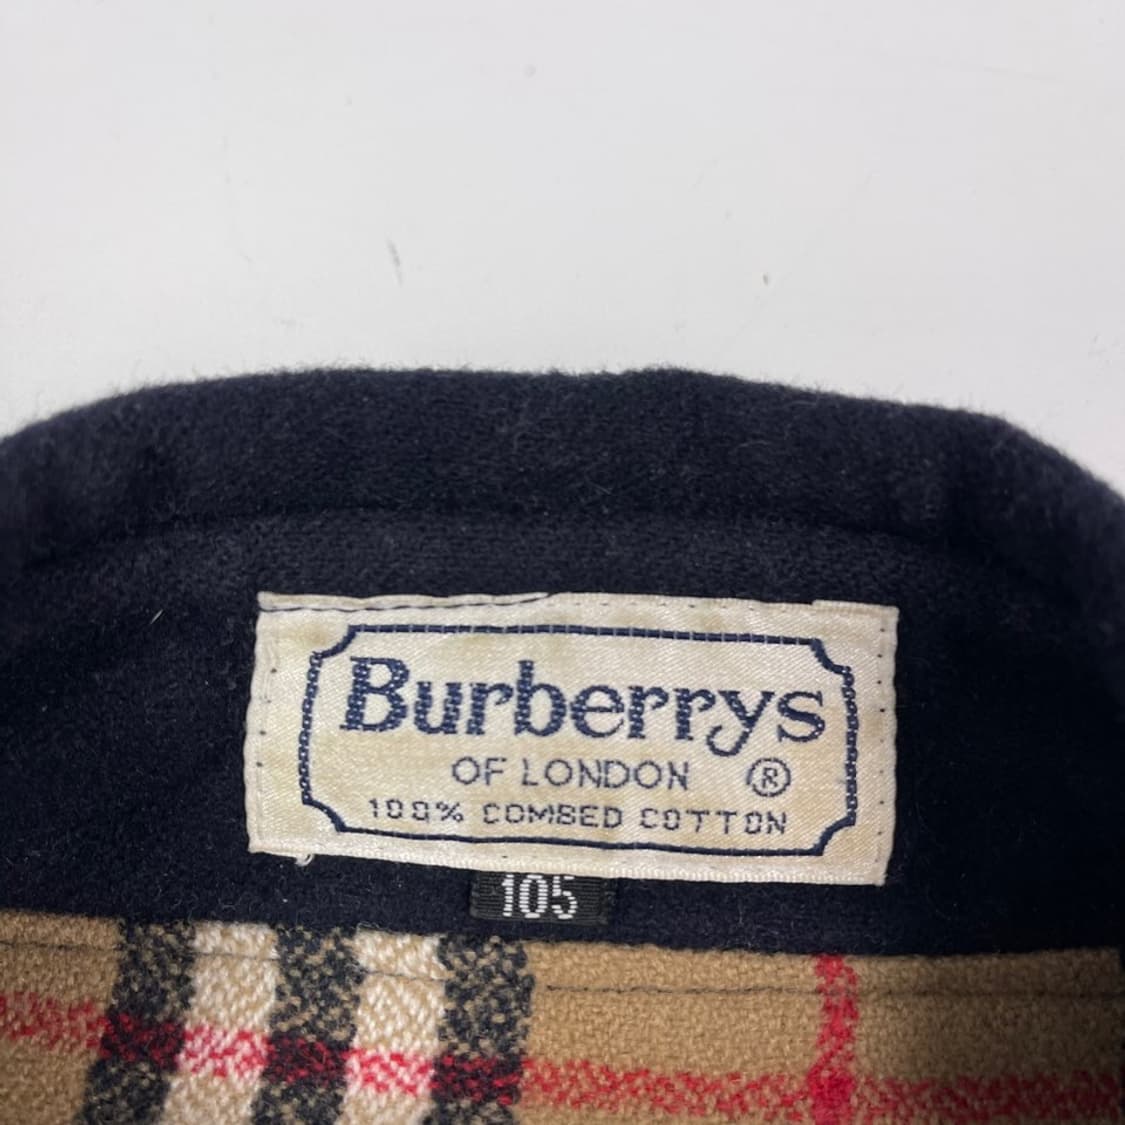 Burberrys
OF LONDON ®
100% COMBED COTTON
105